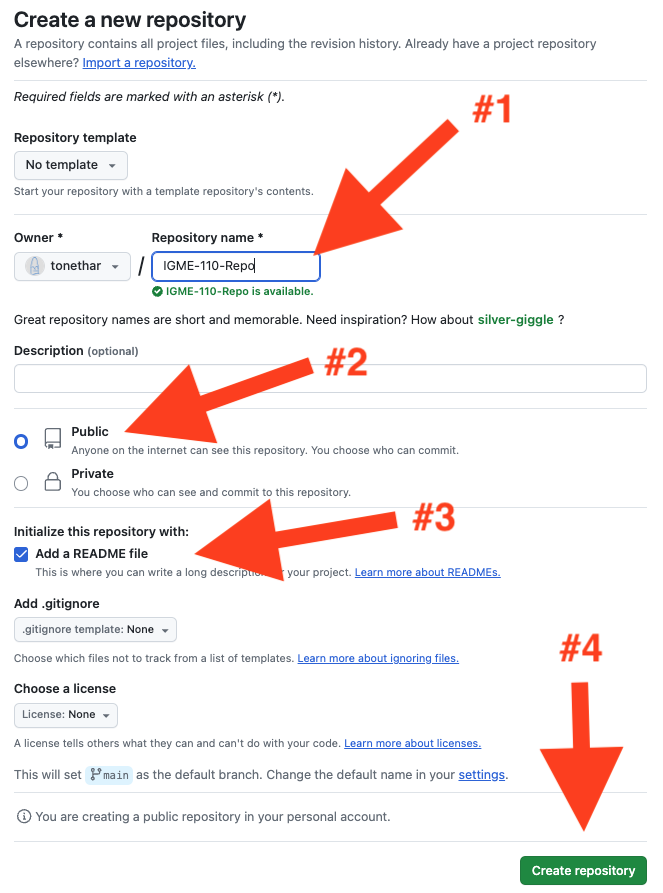 Create a new repository
A repository contains all project files, including the revision history. Already have a project repository
elsewhere? Import a repository.
Required fields are marked with an asterisk (*).
#1
Repository template
No template
Start your repository with a template repository's contents.
Owner *
Repository name *
tonethar
/
IGME-110-Repo
IGME-110-Repo is available.
Great repository names are short and memorable. Need inspiration? How about silver-giggle ?
Description (optional)
#2
Public
Anyone on the internet can see this repository. You choose who can commit.
Private
You choose who can see and commit to this repository.
#3
Initialize this repository with:
Add a README file
This is where you can write a long description r your project. Learn more about READMEs.
Add .gitignore
.gitignore template: None
Choose which files not to track from a list of templates. Learn more about ignoring files.
#4
Choose a license
License: None
A license tells others what they can and can't do with your code. Learn more about licenses.
This will set main as the default branch. Change the default name in your settings.
You are creating a public repository in your personal account.
Create repository